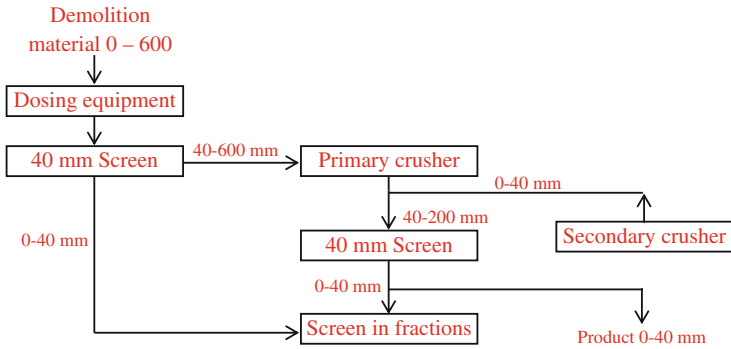 Demolition
material 0 – 600
Dosing equipment
40 mm Screen
40-600 mm
Primary crusher
0-40 mm
40-200 mm
0-40 mm
40 mm Screen
Secondary crusher
0-40 mm
Screen in fractions
Product 0-40 mm